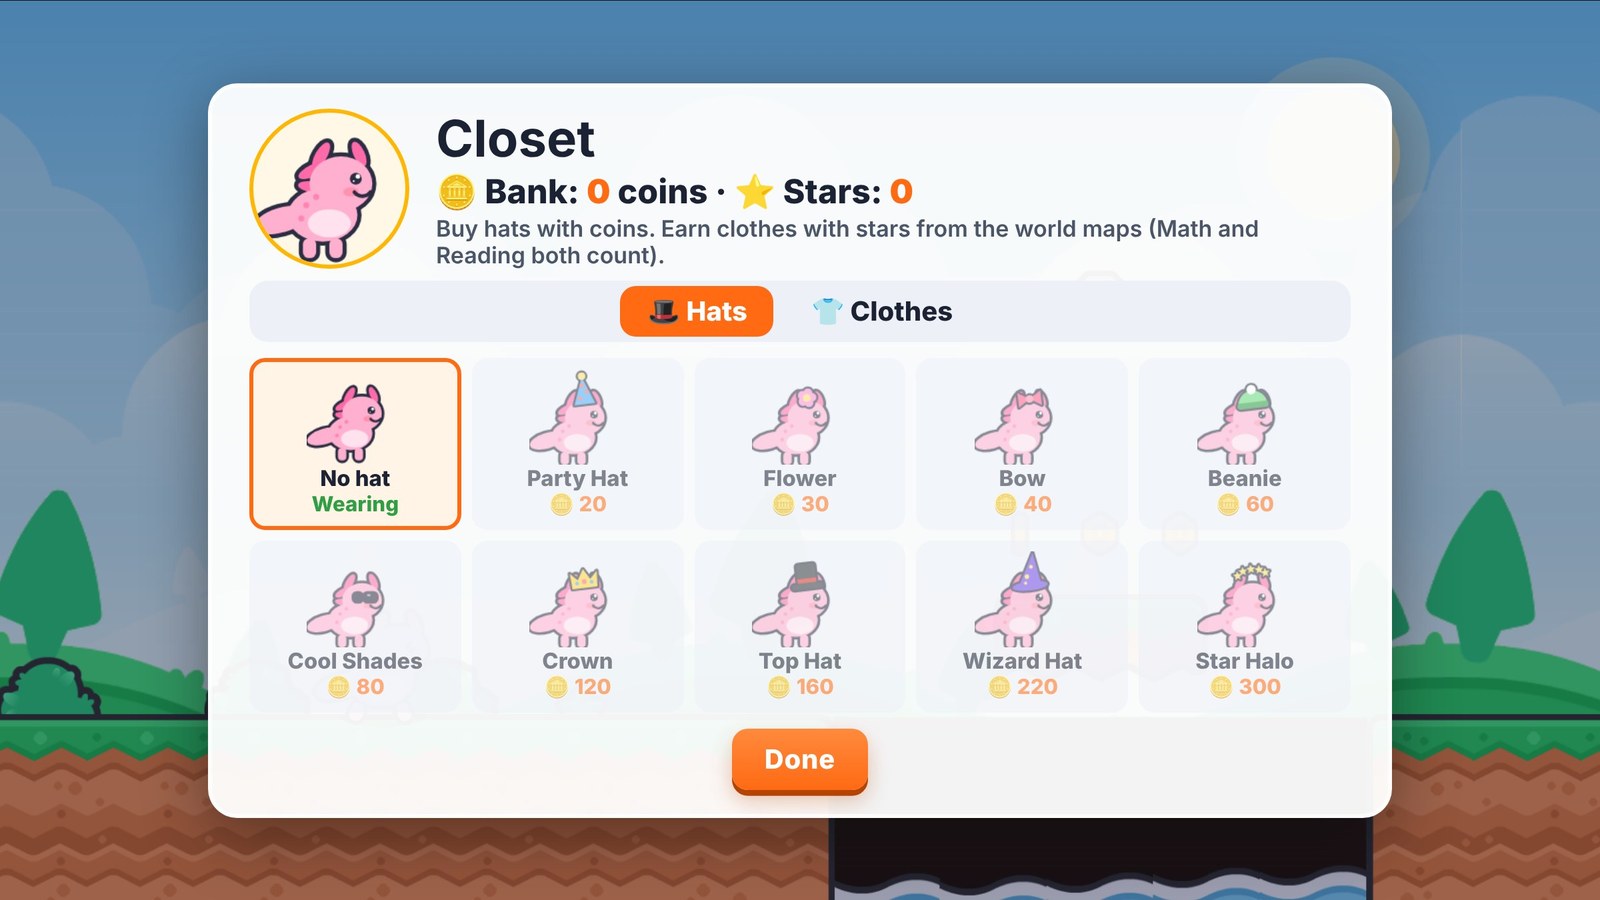 Closet
Bank: 0 coins · Stars: 0
Buy hats with coins. Earn clothes with stars from the world maps (Math and
Reading both count).
Hats
Clothes
No hat
Wearing
Party Hat
20
Flower
30
Bow
40
Beanie
60
Cool Shades
80
Crown
120
Top Hat
160
Wizard Hat
220
Star Halo
300
Done